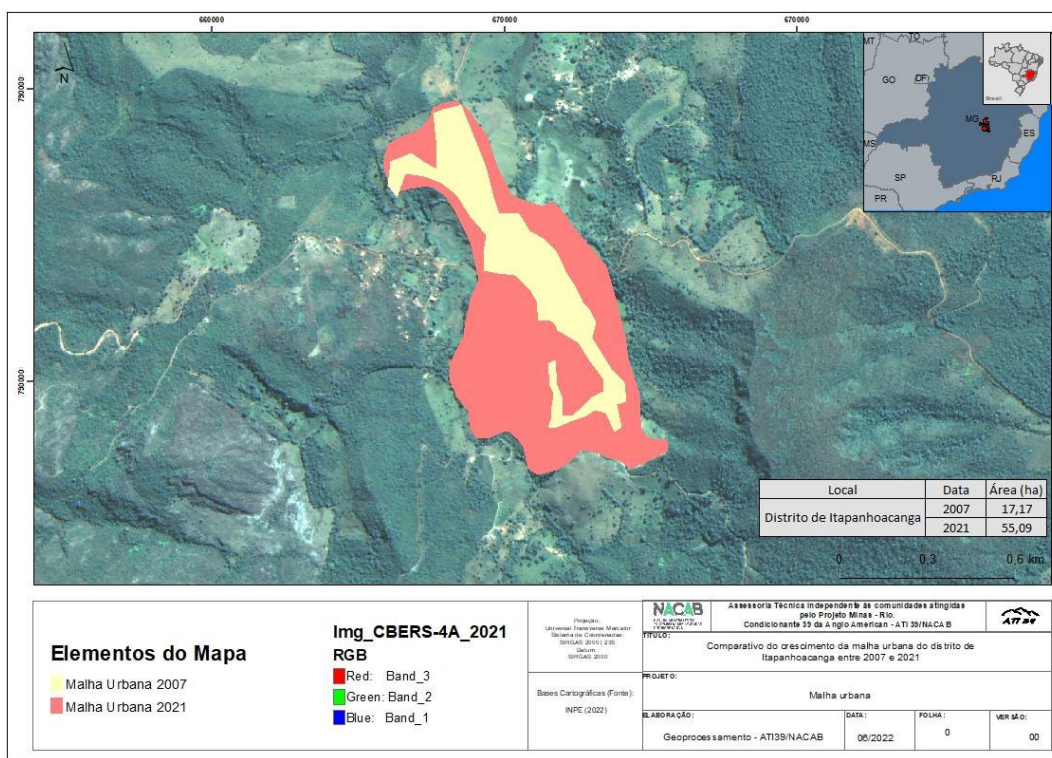 660000
670000
670000
790000
790000
N
MT
TO
GO
DF
MG
ES
MS
SP
RJ
PR
Brasil
Local Data Área (ha)
Distrito de Itapanhoacanga
2007 17,17
2021 55,09
0 0,3 0,6 km
Elementos do Mapa
Malha Urbana 2007
Malha Urbana 2021
Img_CBERS-4A_2021
RGB
Red: Band_3
Green: Band_2
Blue: Band_1
Projeção:
Universal Transversa Mercator
Sistema de Coordenadas:
SIRGAS 2000 | 23S
Datum:
SIRGAS 2000
Bases Cartográficas (Fonte):
INPE (2022)
NACAB
Assessoria Técnica Independente às comunidades atingidas
pelo Projeto Minas - Rio.
Condicionante 39 da Anglo American - ATI 39/NACAB
ATI 39
TÍTULO:
Comparativo do crescimento da malha urbana do distrito de
Itapanhoacanga entre 2007 e 2021
PROJETO:
Malha urbana
ELABORAÇÃO:
Geoprocessamento - ATI39/NACAB
DATA:
06/2022
FOLHA:
0
VERSÃO:
00